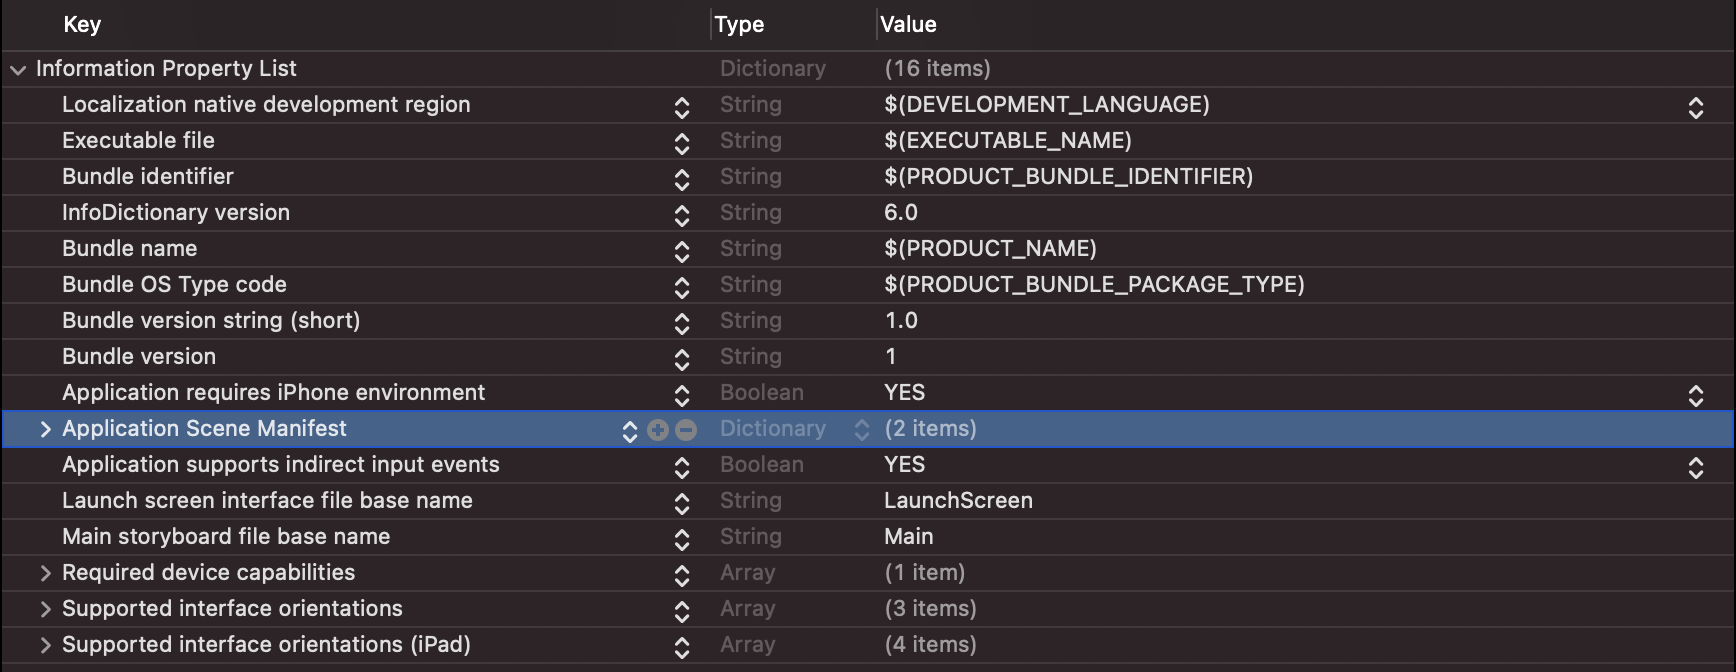 Key Type Value
Information Property List Dictionary (16 items)
Localization native development region String $(DEVELOPMENT_LANGUAGE)
Executable file String $(EXECUTABLE_NAME)
Bundle identifier String $(PRODUCT_BUNDLE_IDENTIFIER)
InfoDictionary version String 6.0
Bundle name String $(PRODUCT_NAME)
Bundle OS Type code String $(PRODUCT_BUNDLE_PACKAGE_TYPE)
Bundle version string (short) String 1.0
Bundle version String 1
Application requires iPhone environment Boolean YES
Application Scene Manifest Dictionary (2 items)
Application supports indirect input events Boolean YES
Launch screen interface file base name String LaunchScreen
Main storyboard file base name String Main
Required device capabilities Array (1 item)
Supported interface orientations Array (3 items)
Supported interface orientations (iPad) Array (4 items)